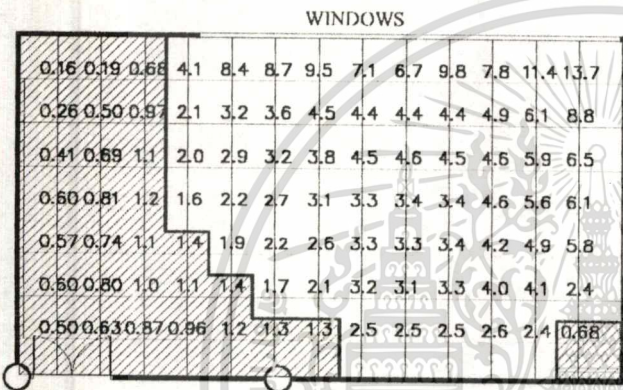 WINDOWS
0.16 0.19 0.68 4.1 8.4 8.7 9.5 7.1 6.7 9.8 7.8 11.4 13.7
0.26 0.50 0.97 2.1 3.2 3.6 4.5 4.4 4.4 4.4 4.9 6.1 8.8
0.41 0.69 1.1 2.0 2.9 3.2 3.8 4.5 4.6 4.5 4.6 5.9 6.5
0.60 0.81 1.2 1.6 2.2 2.7 3.1 3.3 3.4 3.4 4.6 5.6 6.1
0.57 0.74 1.1 1.4 1.9 2.2 2.6 3.3 3.3 3.4 4.2 4.9 5.8
0.60 0.80 1.0 1.1 1.4 1.7 2.1 3.2 3.1 3.3 4.0 4.1 2.4
0.50 0.63 0.87 0.96 1.2 1.3 1.3 2.5 2.5 2.5 2.6 2.4 0.68